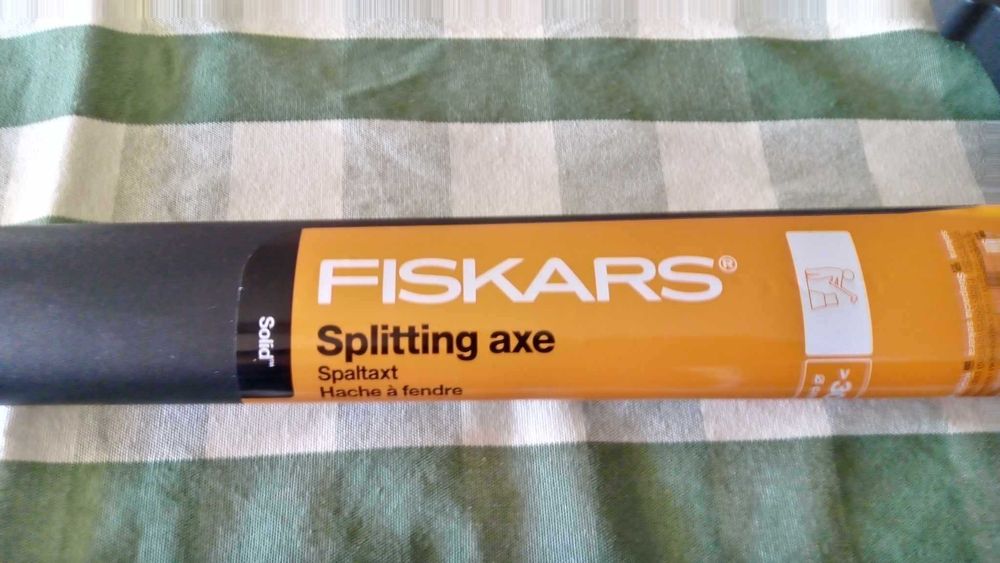 FISKARS®
Solid™
Splitting axe
Spaltaxt
Hache à fendre